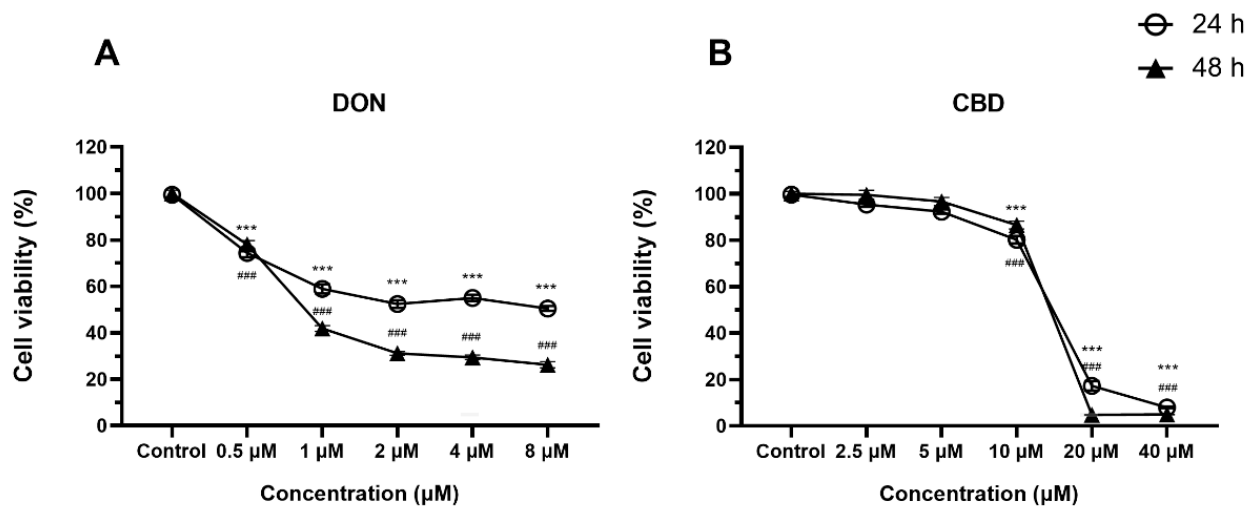 24 h
48 h
A
DON
Cell viability (%)
120
100
80
60
40
20
0
***
###
***
###
***
###
***
###
***
###
Control 0.5 µM 1 µM 2 µM 4 µM 8 µM
Concentration (µM)
B
CBD
Cell viability (%)
120
100
80
60
40
20
0
***
###
***
###
***
###
Control 2.5 µM 5 µM 10 µM 20 µM 40 µM
Concentration (µM)